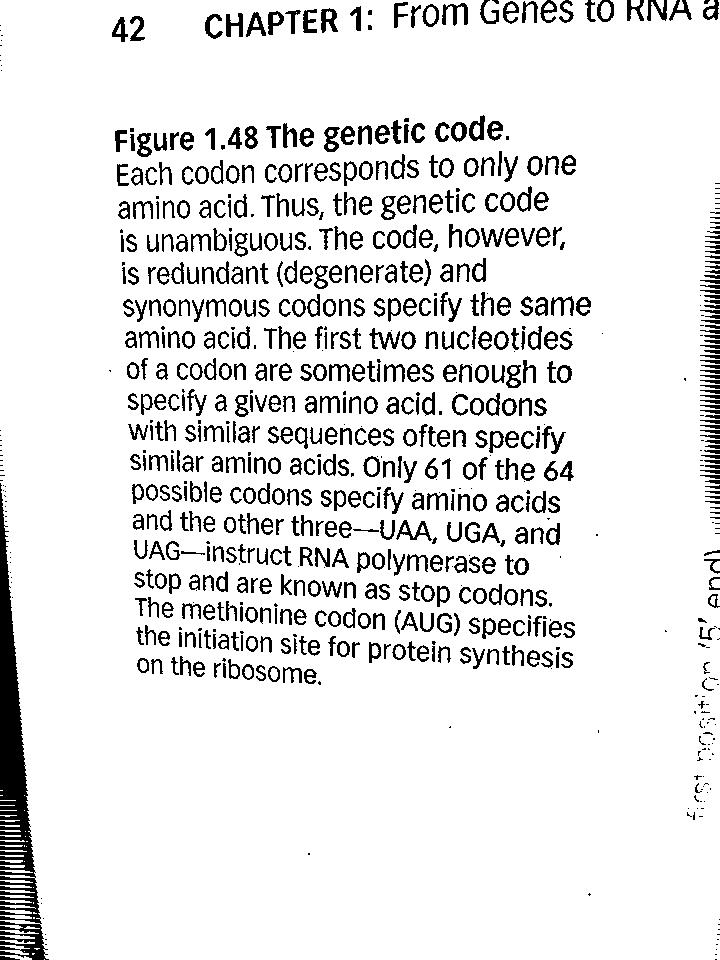 42 CHAPTER 1: From Genes to RNA a
Figure 1.48 The genetic code.
Each codon corresponds to only one
amino acid. Thus, the genetic code
is unambiguous. The code, however,
is redundant (degenerate) and
synonymous codons specify the same
amino acid. The first two nucleotides
of a codon are sometimes enough to
specify a given amino acid. Codons
with similar sequences often specify
similar amino acids. Only 61 of the 64
possible codons specify amino acids
and the other three—UAA, UGA, and
UAG—instruct RNA polymerase to
stop and are known as stop codons.
The methionine codon (AUG) specifies
the initiation site for protein synthesis
on the ribosome.
first position (5' end)